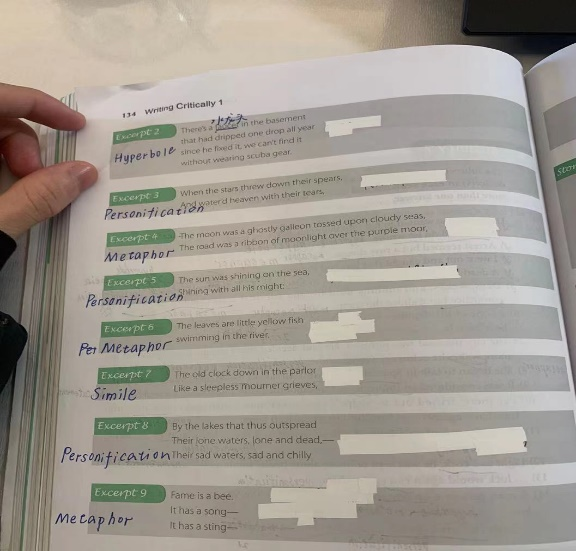 134 Writing Critically 1
Excerpt 2 There's a faucet in the basement
that had dripped one drop all year
since he fixed it, we can't find it
without wearing scuba gear.
Hyperbole
Excerpt 3 When the stars threw down their spears,
And water'd heaven with their tears,
Personification
Excerpt 4 The moon was a ghostly galleon tossed upon cloudy seas,
The road was a ribbon of moonlight over the purple moor,
Metaphor
Excerpt 5 The sun was shining on the sea,
Shining with all his might:
Personification
Excerpt 6 The leaves are little yellow fish
swimming in the river.
Per Metaphor
Excerpt 7 The old clock down in the parlor
Like a sleepless mourner grieves,
Simile
Excerpt 8 By the lakes that thus outspread
Their lone waters, lone and dead,—
Their sad waters, sad and chilly
Personification
Excerpt 9 Fame is a bee.
It has a song—
It has a sting—
Metaphor